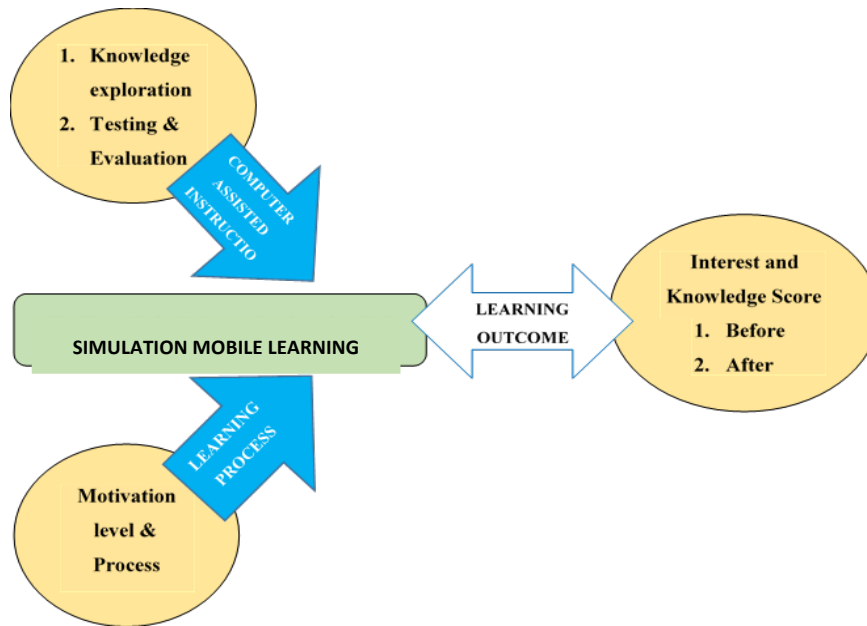 1. Knowledge
exploration
2. Testing &
Evaluation
COMPUTER
ASSISTED
INSTRUCTIO
SIMULATION MOBILE LEARNING
LEARNING
OUTCOME
Interest and
Knowledge Score
1. Before
2. After
LEARNING
PROCESS
Motivation
level &
Process